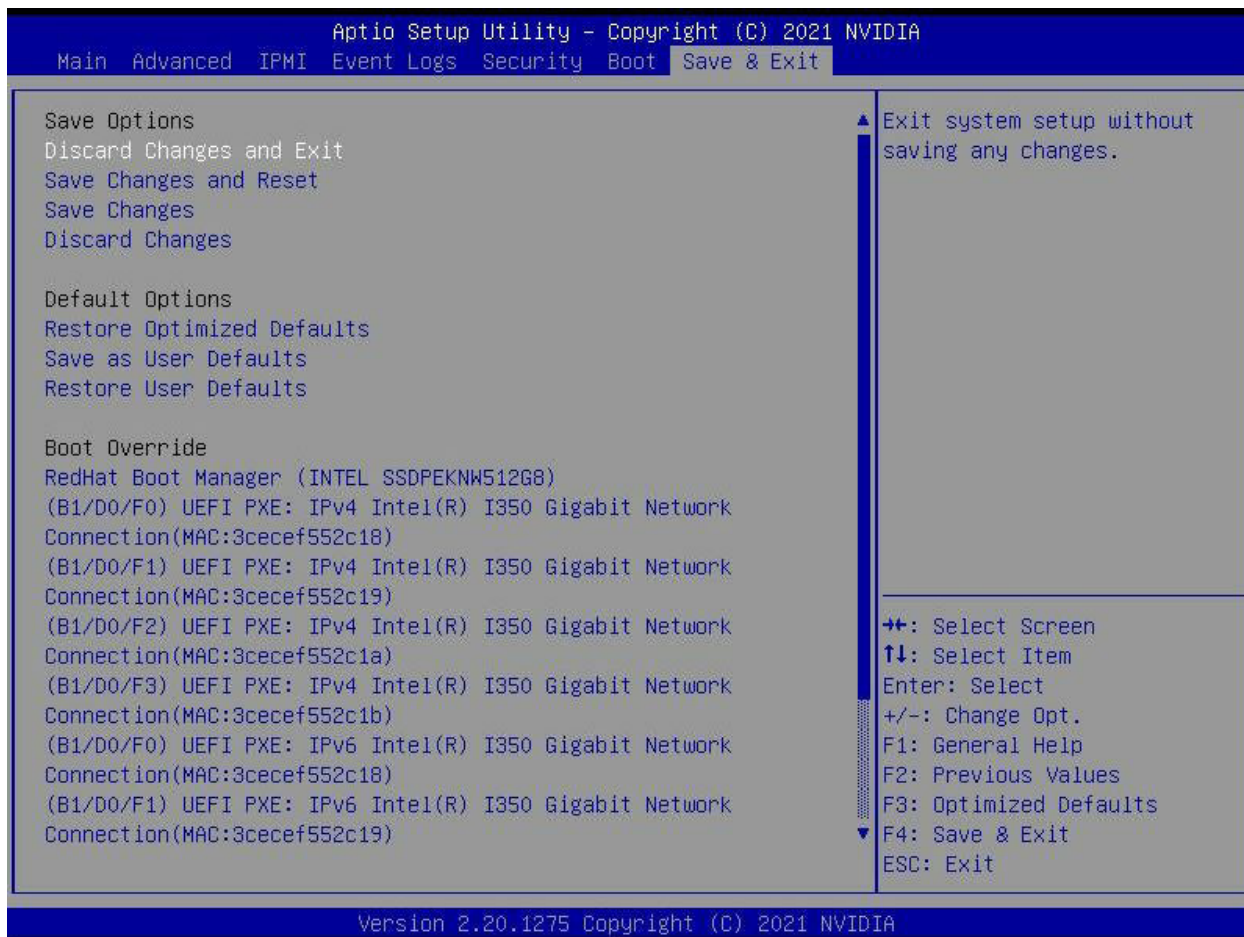 Aptio Setup Utility – Copyright (C) 2021 NVIDIA
Main Advanced IPMI Event Logs Security Boot Save & Exit
Save Options
Discard Changes and Exit
Save Changes and Reset
Save Changes
Discard Changes
Default Options
Restore Optimized Defaults
Save as User Defaults
Restore User Defaults
Boot Override
RedHat Boot Manager (INTEL SSDPEKNW512G8)
(B1/D0/F0) UEFI PXE: IPv4 Intel(R) I350 Gigabit Network
Connection(MAC:3cecef552c18)
(B1/D0/F1) UEFI PXE: IPv4 Intel(R) I350 Gigabit Network
Connection(MAC:3cecef552c19)
(B1/D0/F2) UEFI PXE: IPv4 Intel(R) I350 Gigabit Network
Connection(MAC:3cecef552c1a)
(B1/D0/F3) UEFI PXE: IPv4 Intel(R) I350 Gigabit Network
Connection(MAC:3cecef552c1b)
(B1/D0/F0) UEFI PXE: IPv6 Intel(R) I350 Gigabit Network
Connection(MAC:3cecef552c18)
(B1/D0/F1) UEFI PXE: IPv6 Intel(R) I350 Gigabit Network
Connection(MAC:3cecef552c19)
Exit system setup without
saving any changes.
→←: Select Screen
↑↓: Select Item
Enter: Select
+/-: Change Opt.
F1: General Help
F2: Previous Values
F3: Optimized Defaults
F4: Save & Exit
ESC: Exit
Version 2.20.1275 Copyright (C) 2021 NVIDIA